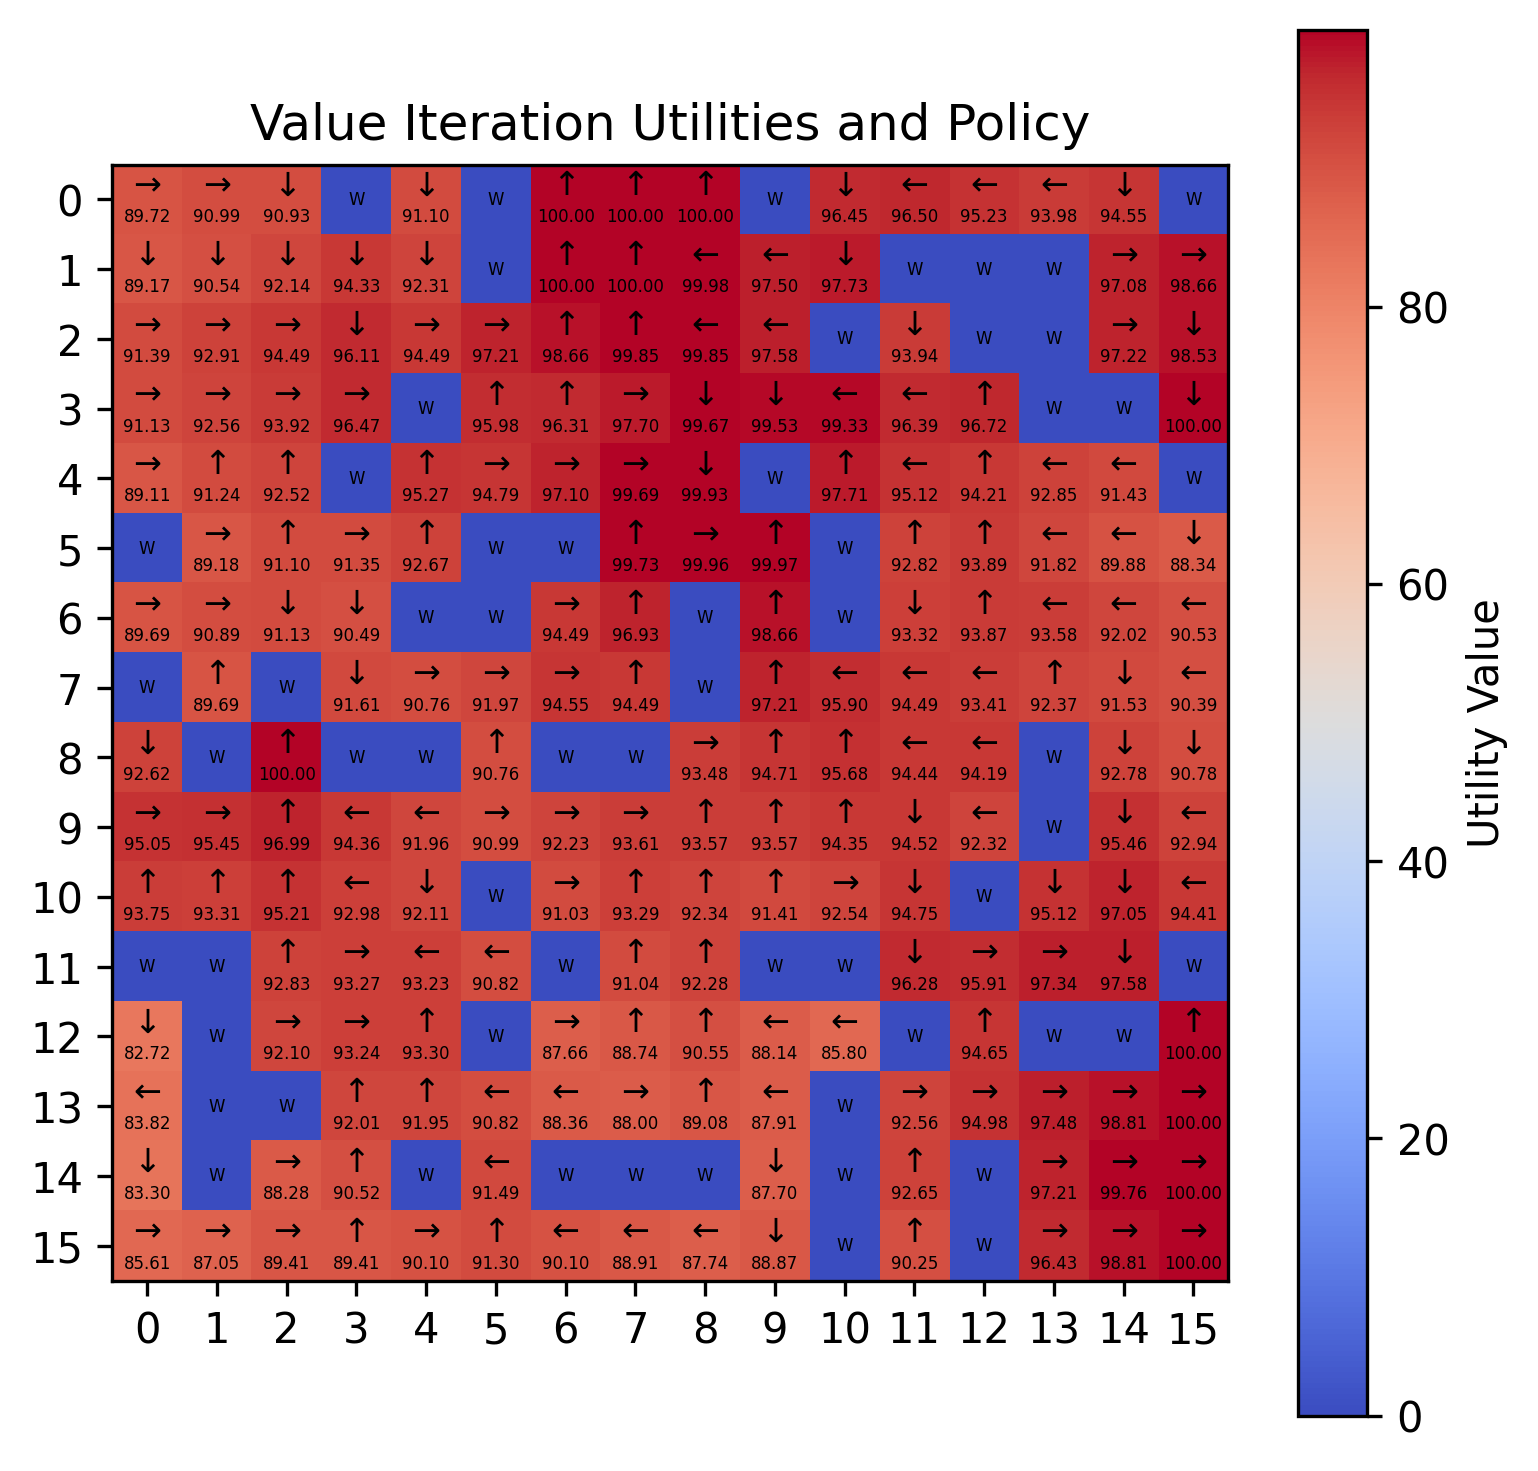 Value Iteration Utilities and Policy
0 → → ↓ W ↓ W ↑ ↑ ↑ W ↓ ← ← ← ↓ W
89.72 90.99 90.93 91.10 100.00 100.00 100.00 96.45 96.50 95.23 93.98 94.55
1 ↓ ↓ ↓ ↓ ↓ W ↑ ↑ ← ← ↓ W W W → →
89.17 90.54 92.14 94.33 92.31 100.00 100.00 99.98 97.50 97.73 97.08 98.66
2 → → → ↓ → → ↑ ↑ ← ← W ↓ W W → ↓
91.39 92.91 94.49 96.11 94.49 97.21 98.66 99.85 99.85 97.58 93.94 97.22 98.53
3 → → → → W ↑ ↑ → ↓ ↓ ← ← ↑ W W ↓
91.13 92.56 93.92 96.47 95.98 96.31 97.70 99.67 99.53 99.33 96.39 96.72 100.00
4 → ↑ ↑ W ↑ → → → ↓ W ↑ ← ↑ ← ← W
89.11 91.24 92.52 95.27 94.79 97.10 99.69 99.93 97.71 95.12 94.21 92.85 91.43
5 W → ↑ → ↑ W W ↑ → ↑ W ↑ ↑ ← ← ↓
89.18 91.10 91.35 92.67 99.73 99.96 99.97 92.82 93.89 91.82 89.88 88.34
6 → → ↓ ↓ W W → ↑ W ↑ W ↓ ↑ ← ← ←
89.69 90.89 91.13 90.49 94.49 96.93 98.66 93.32 93.87 93.58 92.02 90.53
7 W ↑ W ↓ → → → ↑ W ↑ ← ← ← ↑ ↓ ←
89.69 91.61 90.76 91.97 94.55 94.49 97.21 95.90 94.49 93.41 92.37 91.53 90.39
8 ↓ W ↑ W W ↑ W W → ↑ ↑ ← ← W ↓ ↓
92.62 100.00 90.76 93.48 94.71 95.68 94.44 94.19 92.78 90.78
9 → → ↑ ← ← → → → ↑ ↑ ↑ ↓ ← W ↓ ←
95.05 95.45 96.99 94.36 91.96 90.99 92.23 93.61 93.57 93.57 94.35 94.52 92.32 95.46 92.94
10 ↑ ↑ ↑ ← ↓ W → ↑ ↑ ↑ → ↓ W ↓ ↓ ←
93.75 93.31 95.21 92.98 92.11 91.03 93.29 92.34 91.41 92.54 94.75 95.12 97.05 94.41
11 W W ↑ → ← ← W ↑ ↑ W W ↓ → → ↓ W
92.83 93.27 93.23 90.82 91.04 92.28 96.28 95.91 97.34 97.58
12 ↓ W → → ↑ W → ↑ ↑ ← ← W ↑ W W ↑
82.72 92.10 93.24 93.30 87.66 88.74 90.55 88.14 85.80 94.65 100.00
13 ← W W ↑ ↑ ← ← → ↑ ← W → → → → →
83.82 92.01 91.95 90.82 88.36 88.00 89.08 87.91 92.56 94.98 97.48 98.81 100.00
14 ↓ W → ↑ W ← W W W ↓ W ↑ W → → →
83.30 88.28 90.52 91.49 87.70 92.65 97.21 99.76 100.00
15 → → → ↑ → ↑ ← ← ← ↓ W ↑ W → → →
85.61 87.05 89.41 89.41 90.10 91.30 90.10 88.91 87.74 88.87 90.25 96.43 98.81 100.00
0 1 2 3 4 5 6 7 8 9 10 11 12 13 14 15
80
60
40
20
0
Utility Value